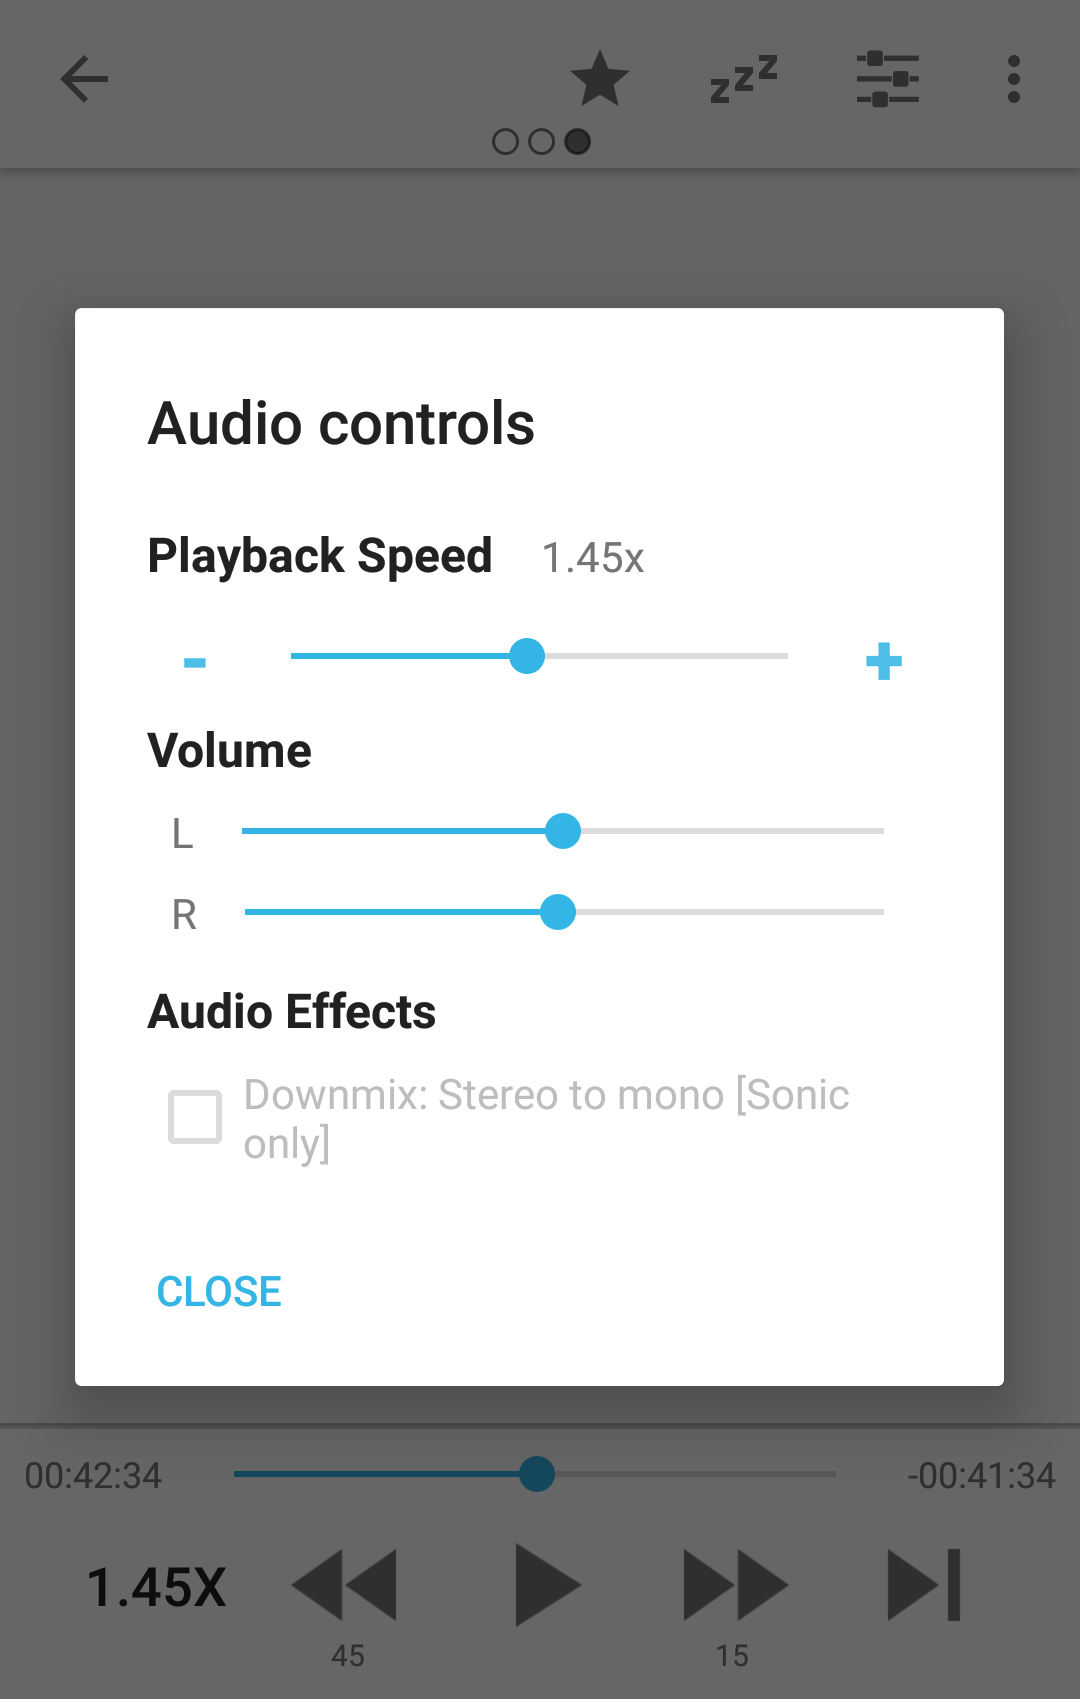 zzz
Audio controls
Playback Speed 1.45x
- +
Volume
L
R
Audio Effects
Downmix: Stereo to mono [Sonic
only]
CLOSE
00:42:34 -00:41:34
1.45X
45 15